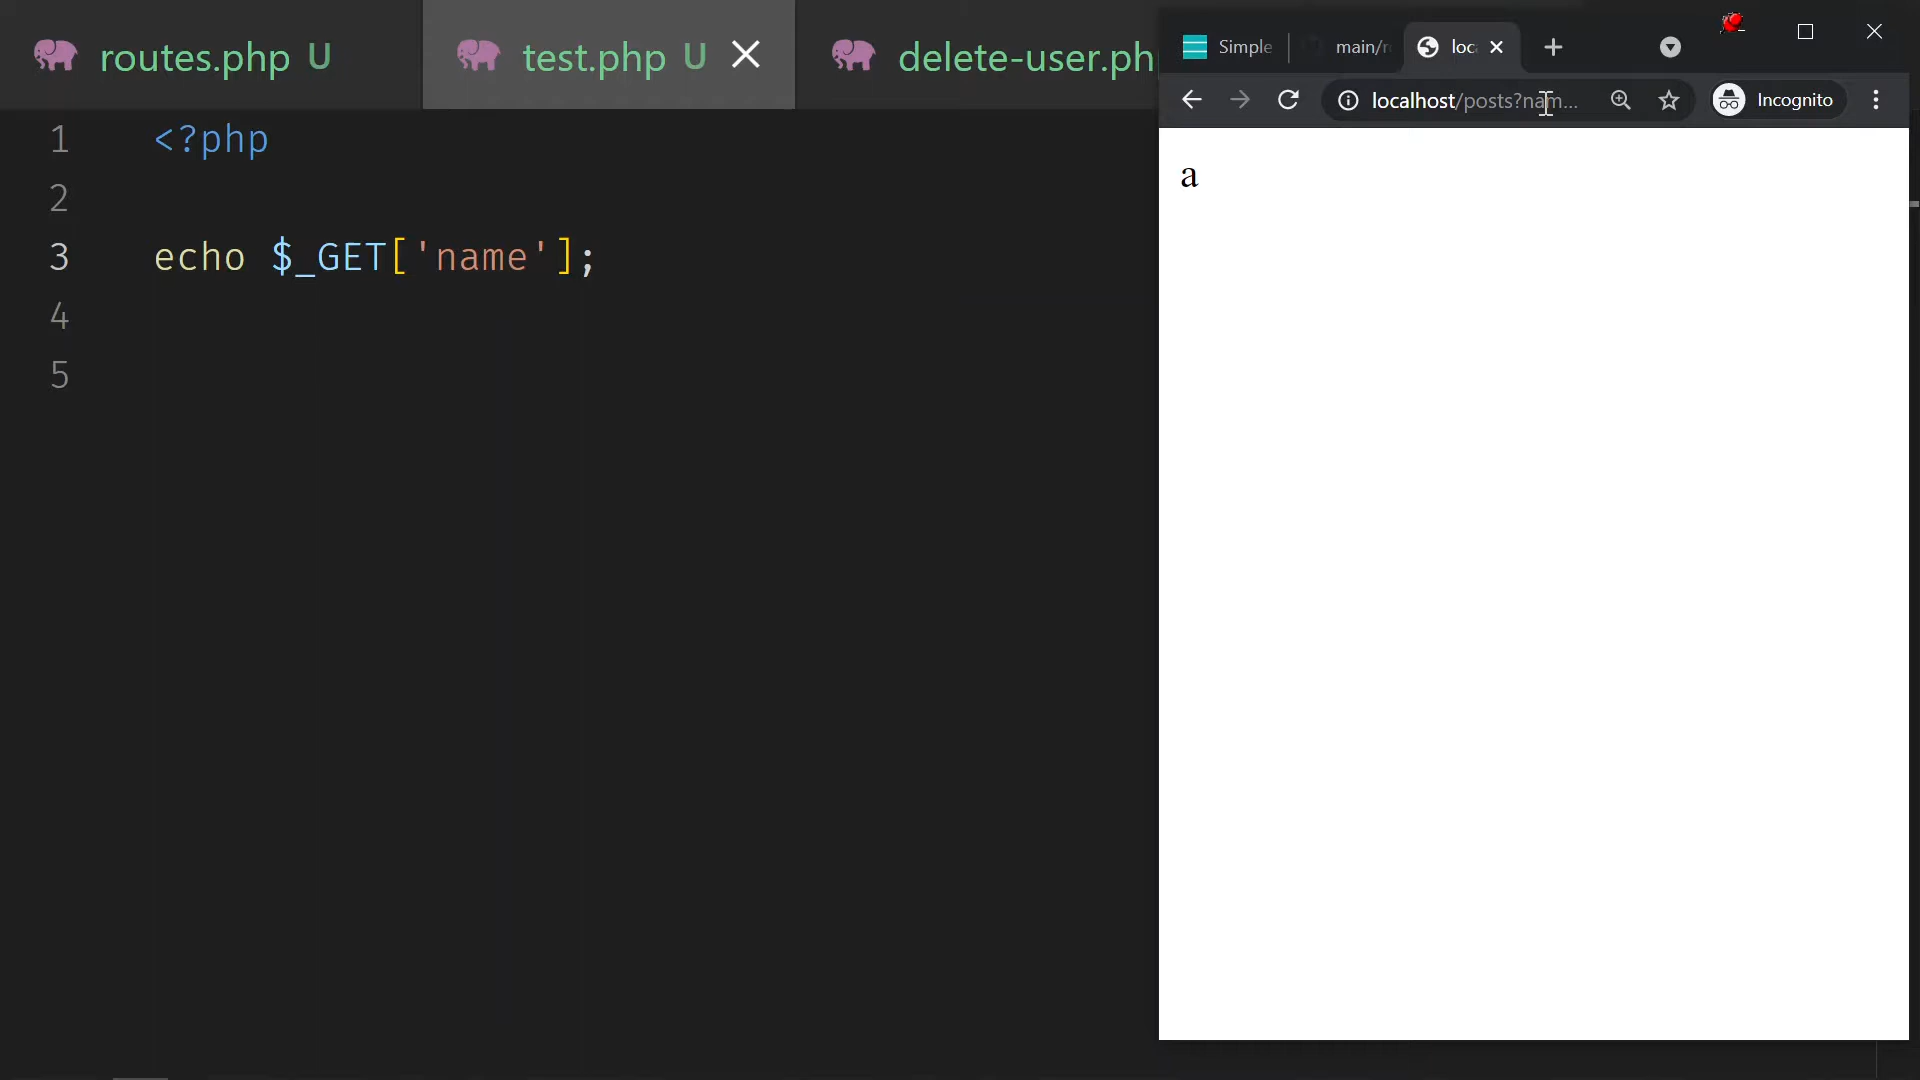 routes.php U
test.php U
delete-user.ph
Simple
main/r
loc
localhost/posts?nam...
Incognito
1 <?php
2
3 echo $_GET['name'];
4
5
a